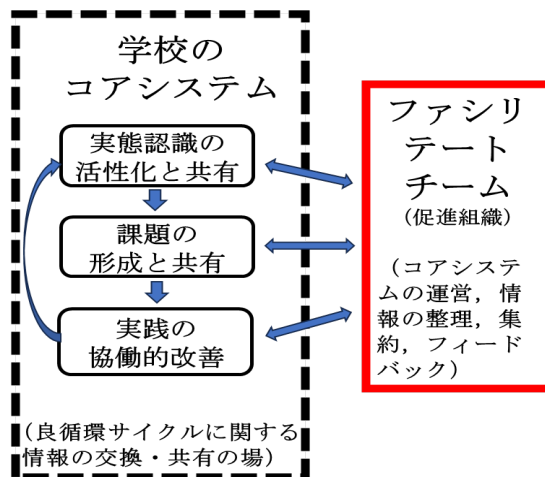 学校の
コアシステム
実態認識の
活性化と共有
課題の
形成と共有
実践の
協働的改善
(良循環サイクルに関する
情報の交換・共有の場)
ファシリ
テート
チーム
(促進組織)
(コアシステ
ムの運営, 情
報の整理, 集
約, フィード
バック)